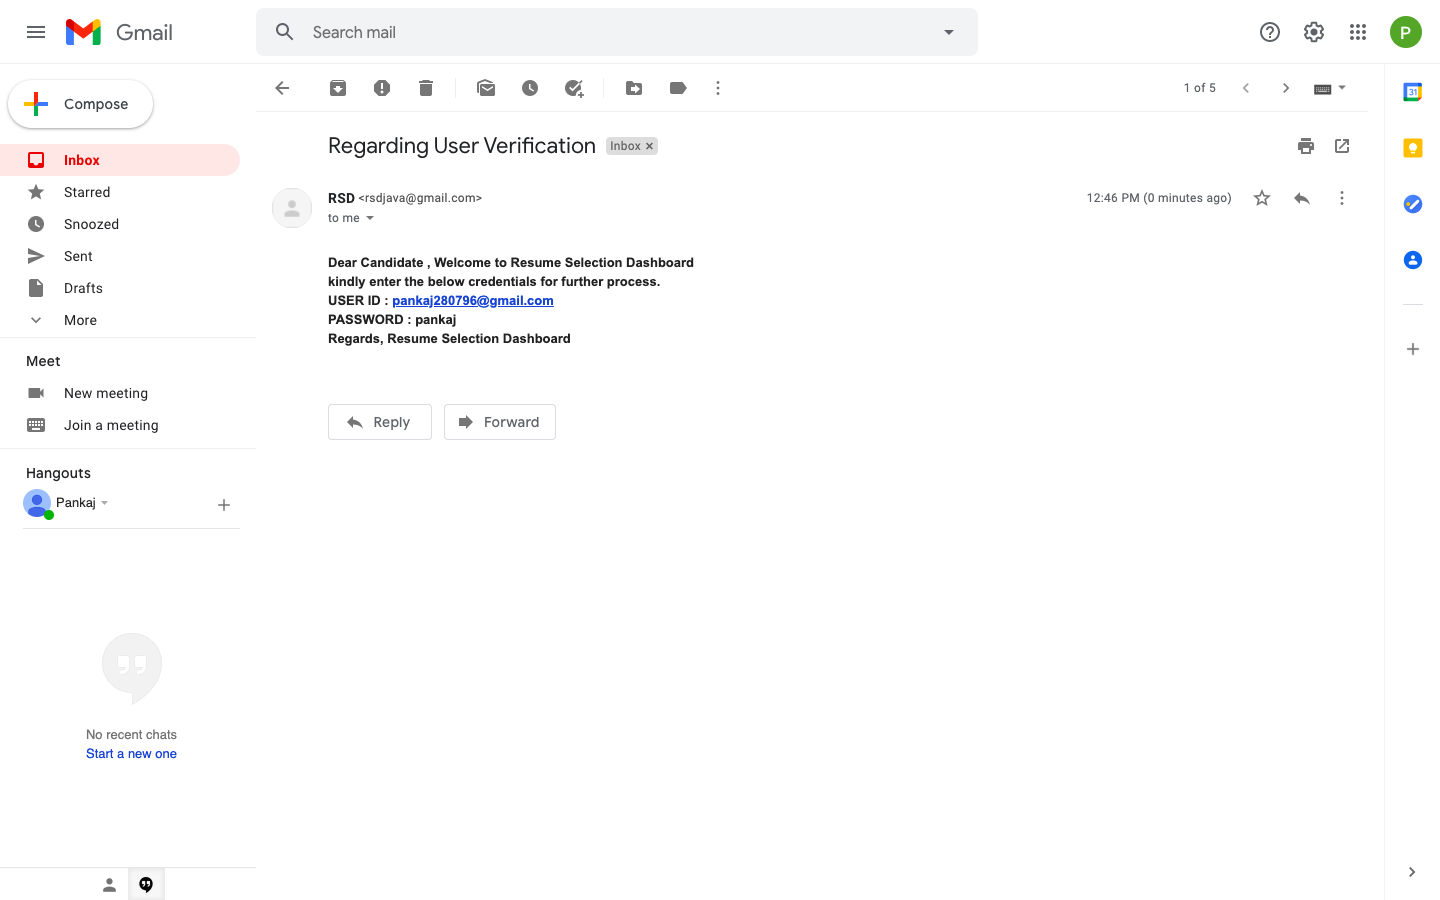 Gmail
Search mail
P
Compose
1 of 5
31
Inbox
Starred
Snoozed
Sent
Drafts
More
Meet
New meeting
Join a meeting
Hangouts
Pankaj
No recent chats
Start a new one
Regarding User Verification Inbox ×
RSD <rsdjava@gmail.com>
12:46 PM (0 minutes ago)
to me
Dear Candidate , Welcome to Resume Selection Dashboard
kindly enter the below credentials for further process.
USER ID : pankaj280796@gmail.com
PASSWORD : pankaj
Regards, Resume Selection Dashboard
Reply
Forward